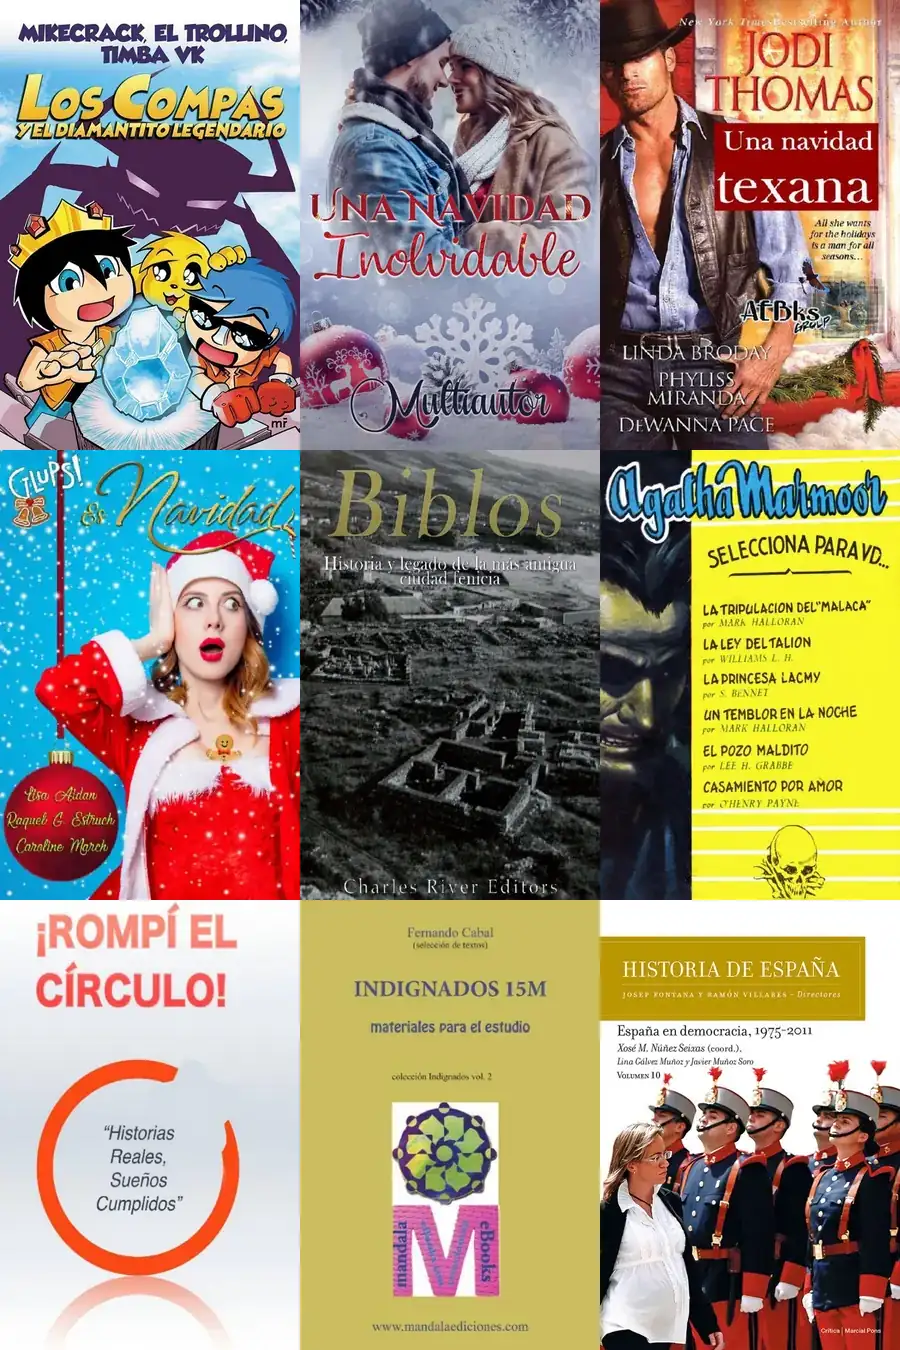 MIKECRACK, EL TROLLINO,
TIMBA VK
LOS COMPAS
Y EL DIAMANTITO LEGENDARIO
mr
UNA NAVIDAD
Inolvidable
Multiautor
New York Times Bestselling Author
JODI
THOMAS
Una navidad
texana
All she wants
for the holidays
is a man for all
seasons...
AEBks
GROUP
LINDA BRODAY
PHYLISS
MIRANDA
DEWANNA PACE
GLUPS!
Es Navidad
Lisa Aidan
Raquel G. Estruch
Caroline March
Biblos
Historia y legado de la más antigua
ciudad fenicia
Charles River Editors
Agatha Marmoor
SELECCIONA PARA VD...
LA TRIPULACION DEL "MALACA"
por MARK HALLORAN
LA LEY DEL TALION
por WILLIAMS L. H.
LA PRINCESA LACMY
por S. BENNET
UN TEMBLOR EN LA NOCHE
por MARK HALLORAN
EL POZO MALDITO
por LEE H. GRABBE
CASAMIENTO POR AMOR
por O'HENRY PAYNE
¡ROMPÍ EL
CÍRCULO!
"Historias
Reales,
Sueños
Cumplidos"
Fernando Cabal
(selección de textos)
INDIGNADOS 15M
materiales para el estudio
colección Indignados vol. 2
mandala
eBooks
www.mandalaediciones.com
HISTORIA DE ESPAÑA
JOSEP FONTANA Y RAMÓN VILLARES - Directores
España en democracia, 1975-2011
Xosé M. Núñez Seixas (coord.),
Lina Gálvez Muñoz y Javier Muñoz Soro
VOLUMEN 10
Crítica | Marcial Pons